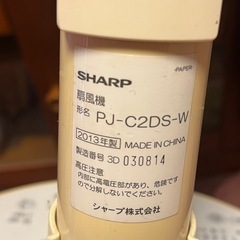 -PAPER-
SHARP
扇風機
形名 PJ-C2DS-W
2013年製 MADE IN CHINA
製造番号 3D 030814
高圧注意
内部に高電圧部があり、危険です
ので分解しないでください。
シャープ株式会社